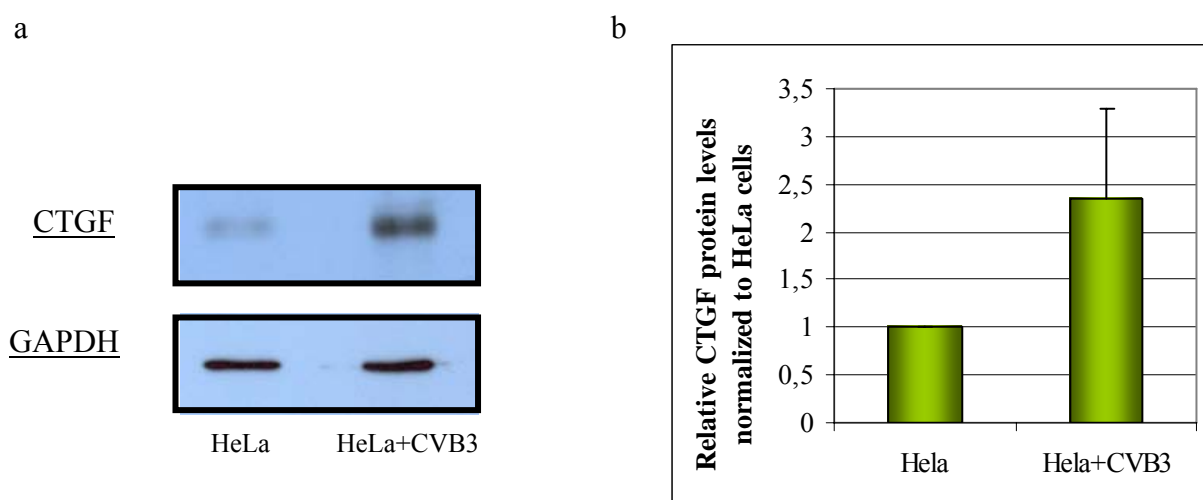 a
CTGF
GAPDH
HeLa HeLa+CVB3
b
Relative CTGF protein levels
normalized to HeLa cells
3,5
3
2,5
2
1,5
1
0,5
0
Hela Hela+CVB3